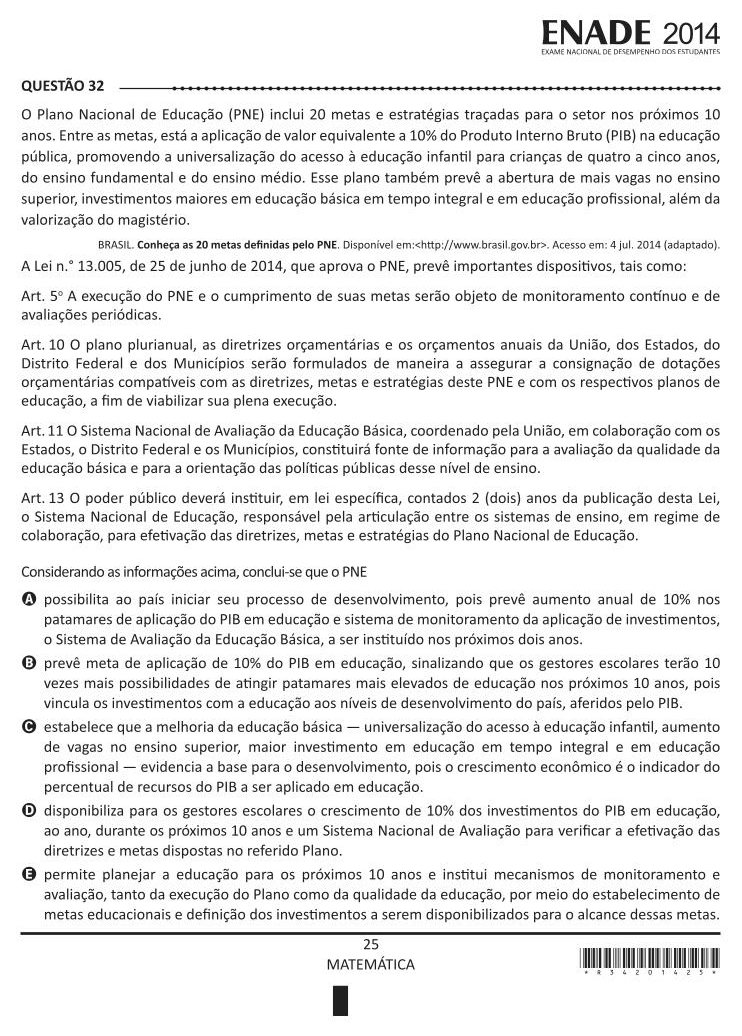 ENADE 2014
EXAME NACIONAL DE DESEMPENHO DOS ESTUDANTES
QUESTÃO 32
O Plano Nacional de Educação (PNE) inclui 20 metas e estratégias traçadas para o setor nos próximos 10
anos. Entre as metas, está a aplicação de valor equivalente a 10% do Produto Interno Bruto (PIB) na educação
pública, promovendo a universalização do acesso à educação infantil para crianças de quatro a cinco anos,
do ensino fundamental e do ensino médio. Esse plano também prevê a abertura de mais vagas no ensino
superior, investimentos maiores em educação básica em tempo integral e em educação profissional, além da
valorização do magistério.
BRASIL. Conheça as 20 metas definidas pelo PNE. Disponível em:<http://www.brasil.gov.br>. Acesso em: 4 jul. 2014 (adaptado).
A Lei n.° 13.005, de 25 de junho de 2014, que aprova o PNE, prevê importantes dispositivos, tais como:
Art. 5º A execução do PNE e o cumprimento de suas metas serão objeto de monitoramento contínuo e de
avaliações periódicas.
Art. 10 O plano plurianual, as diretrizes orçamentárias e os orçamentos anuais da União, dos Estados, do
Distrito Federal e dos Municípios serão formulados de maneira a assegurar a consignação de dotações
orçamentárias compatíveis com as diretrizes, metas e estratégias deste PNE e com os respectivos planos de
educação, a fim de viabilizar sua plena execução.
Art. 11 O Sistema Nacional de Avaliação da Educação Básica, coordenado pela União, em colaboração com os
Estados, o Distrito Federal e os Municípios, constituirá fonte de informação para a avaliação da qualidade da
educação básica e para a orientação das políticas públicas desse nível de ensino.
Art. 13 O poder público deverá instituir, em lei específica, contados 2 (dois) anos da publicação desta Lei,
o Sistema Nacional de Educação, responsável pela articulação entre os sistemas de ensino, em regime de
colaboração, para efetivação das diretrizes, metas e estratégias do Plano Nacional de Educação.
Considerando as informações acima, conclui-se que o PNE
A possibilita ao país iniciar seu processo de desenvolvimento, pois prevê aumento anual de 10% nos
patamares de aplicação do PIB em educação e sistema de monitoramento da aplicação de investimentos,
o Sistema de Avaliação da Educação Básica, a ser instituído nos próximos dois anos.
B prevê meta de aplicação de 10% do PIB em educação, sinalizando que os gestores escolares terão 10
vezes mais possibilidades de atingir patamares mais elevados de educação nos próximos 10 anos, pois
vincula os investimentos com a educação aos níveis de desenvolvimento do país, aferidos pelo PIB.
C estabelece que a melhoria da educação básica — universalização do acesso à educação infantil, aumento
de vagas no ensino superior, maior investimento em educação em tempo integral e em educação
profissional — evidencia a base para o desenvolvimento, pois o crescimento econômico é o indicador do
percentual de recursos do PIB a ser aplicado em educação.
D disponibiliza para os gestores escolares o crescimento de 10% dos investimentos do PIB em educação,
ao ano, durante os próximos 10 anos e um Sistema Nacional de Avaliação para verificar a efetivação das
diretrizes e metas dispostas no referido Plano.
E permite planejar a educação para os próximos 10 anos e institui mecanismos de monitoramento e
avaliação, tanto da execução do Plano como da qualidade da educação, por meio do estabelecimento de
metas educacionais e definição dos investimentos a serem disponibilizados para o alcance dessas metas.
25
MATEMÁTICA
* R 3 4 2 0 1 4 2 5 *